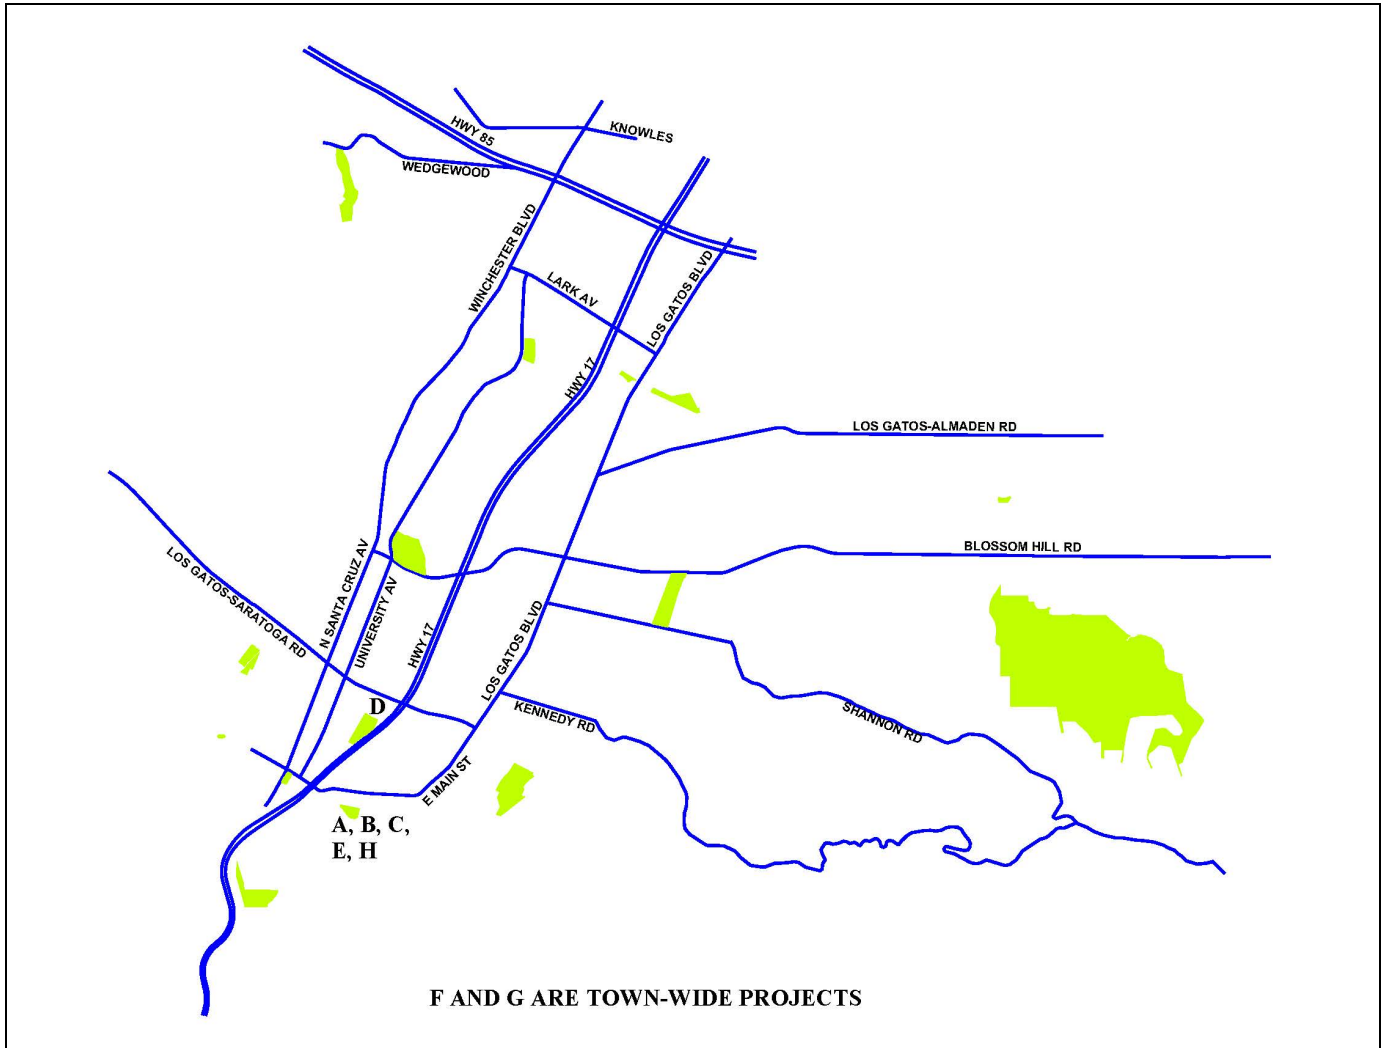 KNOWLES
HWY 85
WEDGEWOOD
WINCHESTER BLVD
LARK AV
LOS GATOS BLVD
HWY 17
LOS GATOS-ALMADEN RD
BLOSSOM HILL RD
LOS GATOS-SARATOGA RD
N SANTA CRUZ AV
UNIVERSITY AV
HWY 17
LOS GATOS BLVD
D
KENNEDY RD
SHANNON RD
E MAIN ST
A, B, C,
E, H
F AND G ARE TOWN-WIDE PROJECTS